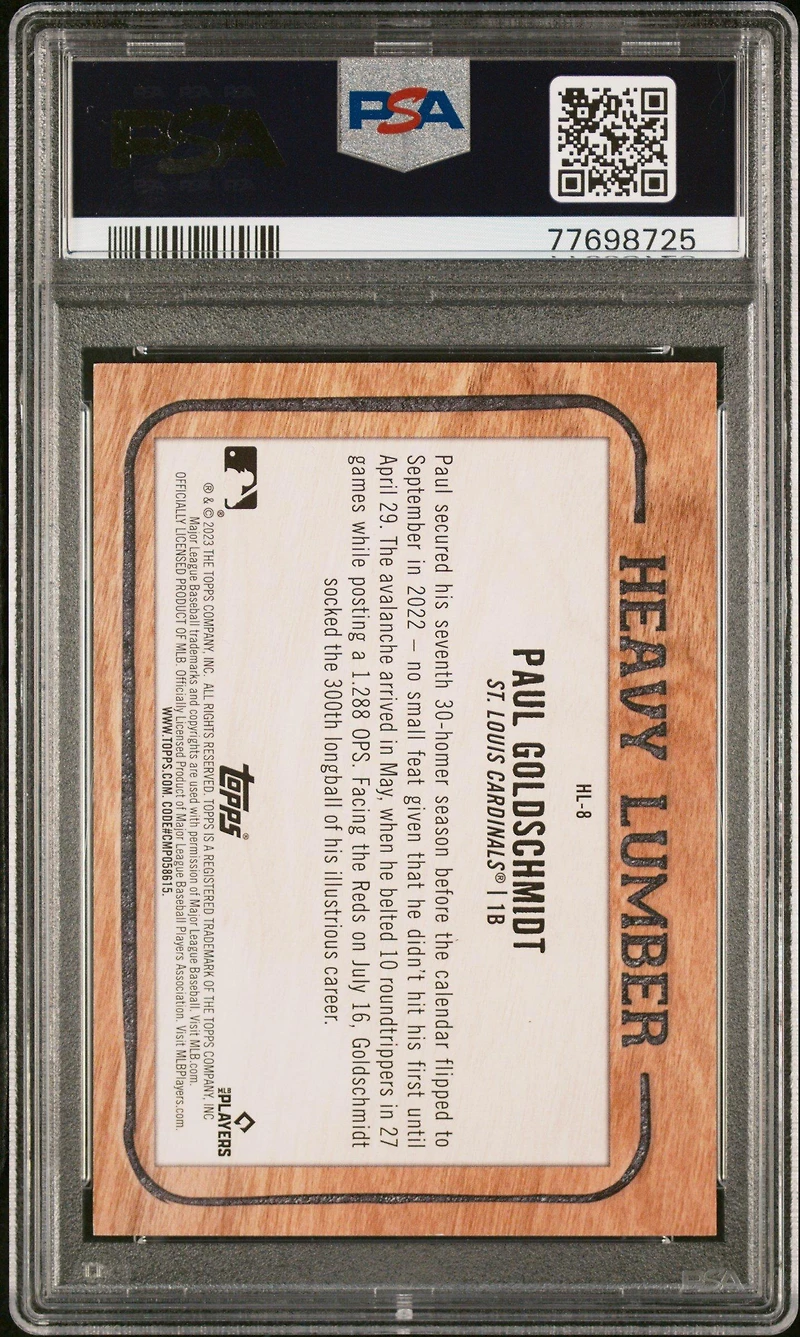 PSA
PSA
77698725
HEAVY LUMBER
HL-8
PAUL GOLDSCHMIDT
ST. LOUIS CARDINALS® | 1B
Paul secured his seventh 30-homer season before the calendar flipped to
September in 2022 – no small feat given that he didn't hit his first until
April 29. The avalanche arrived in May, when he belted 10 roundtrippers in 27
games while posting a 1.288 OPS. Facing the Reds on July 16, Goldschmidt
socked the 300th longball of his illustrious career.
topps®
MLB PLAYERS
® & © 2023 THE TOPPS COMPANY, INC. ALL RIGHTS RESERVED. TOPPS IS A REGISTERED TRADEMARK OF THE TOPPS COMPANY, INC
Major League Baseball trademarks and copyrights are used with permission of Major League Baseball. Visit MLB.com.
OFFICIALLY LICENSED PRODUCT OF MLB. Officially Licensed Product of Major League Baseball Players Association. Visit MLBPlayers.com.
WWW.TOPPS.COM. CODE#CMP058615.
PSA